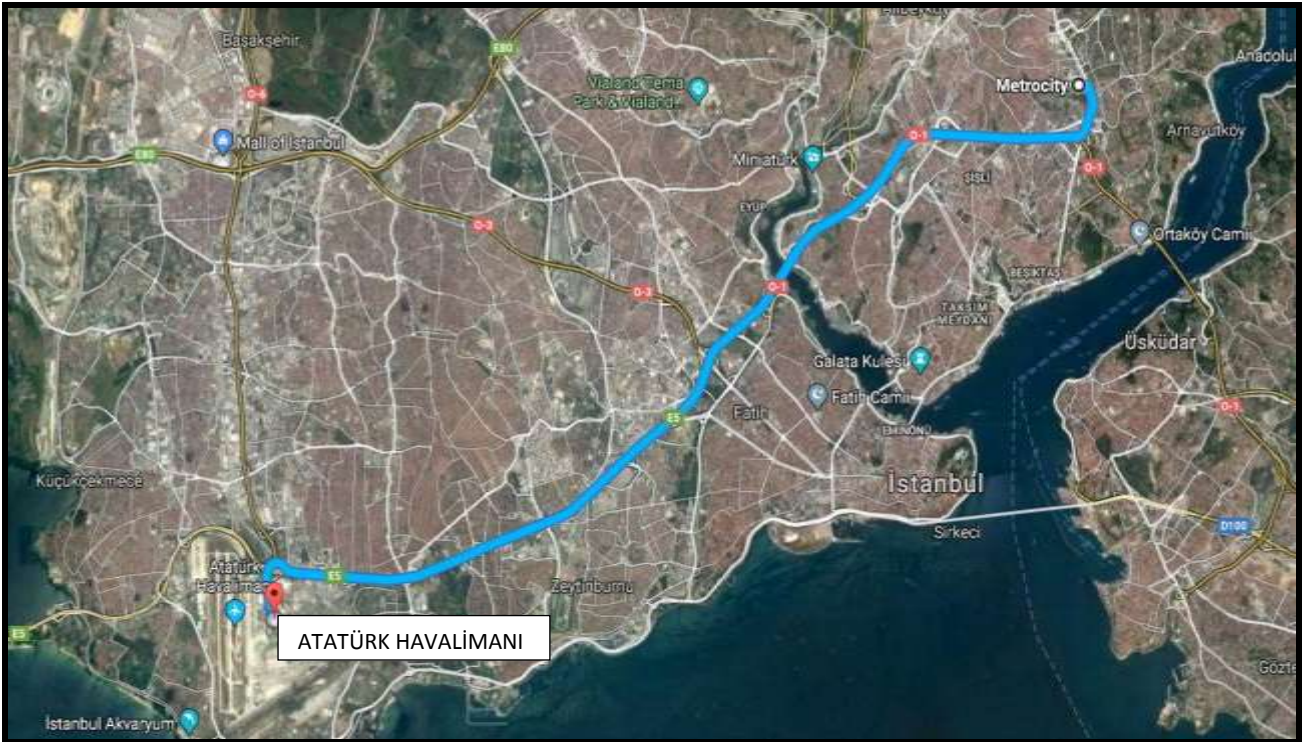 Alibeyköy
Başakşehir
E80
Anadolu
Vialand Tema
Park & Vialand..
Metrocity
O-6
Arnavutköy
Mall of İstanbul
O-1
E80
Miniatürk
O-1
ŞİŞLİ
EYÜP
O-3
Ortaköy Camii
BEŞİKTAŞ
O-1
O-3
TAKSİM
MEYDANI
Üsküdar
Galata Kulesi
Fatih Camii
O-1
E5
Fatih
EMİNÖNÜ
Küçükçekmece
İstanbul
D100
Sirkeci
Atatürk
Havalimanı
E5
Zeytinburnu
E5
ATATÜRK HAVALİMANI
Gözte
İstanbul Akvaryum